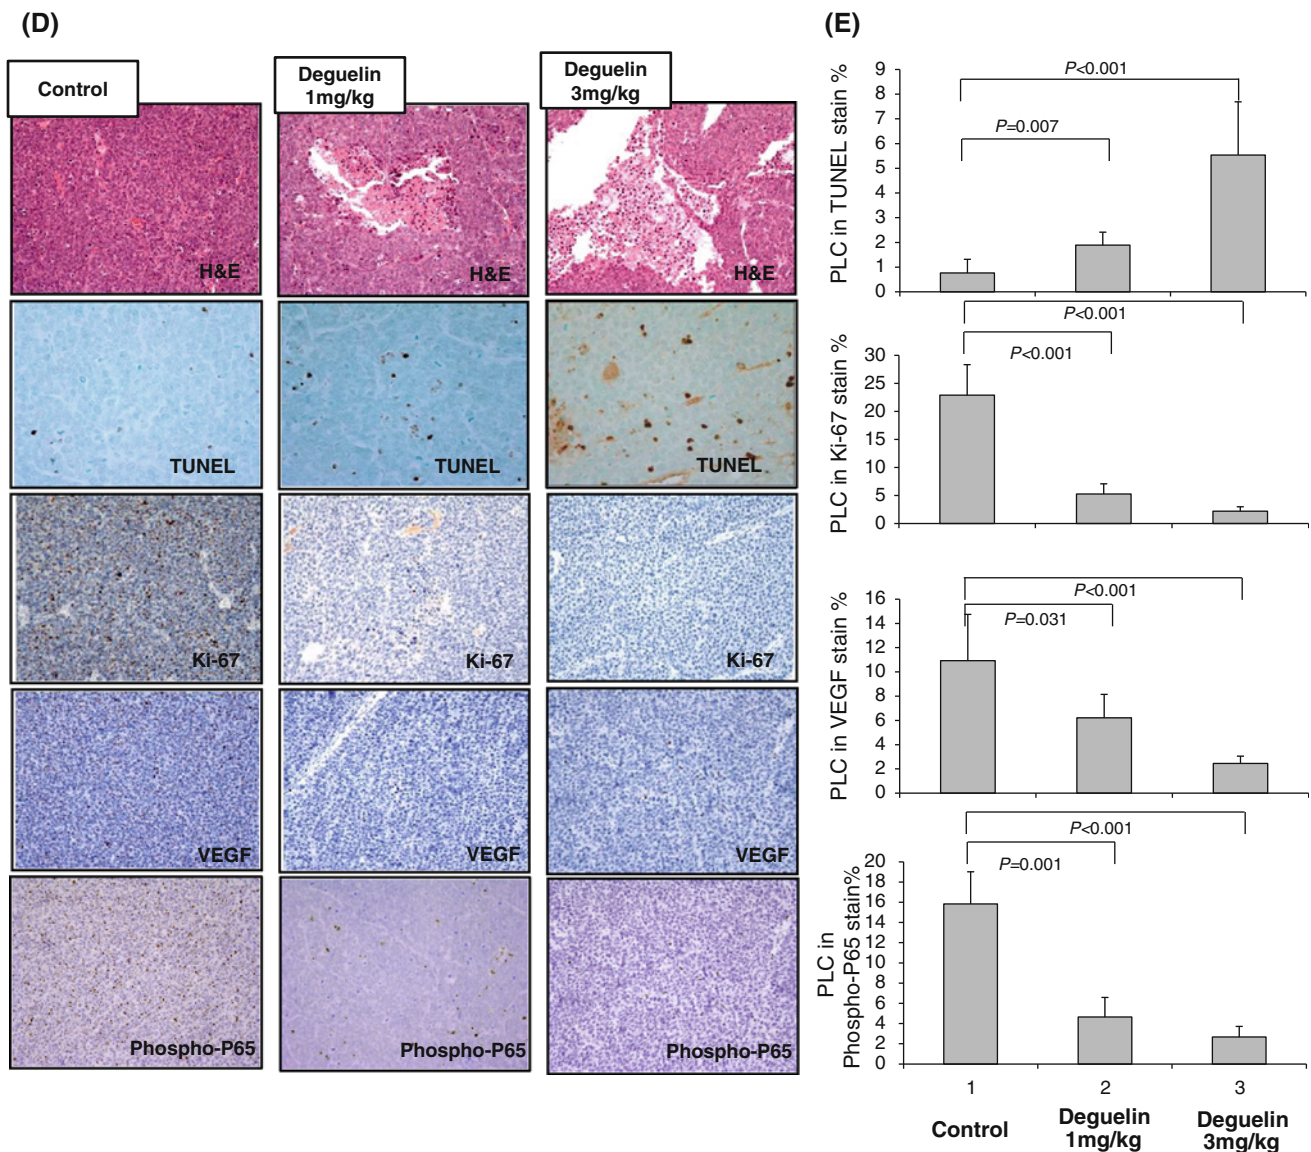 (D)
Control
Deguelin
1mg/kg
Deguelin
3mg/kg
H&E
H&E
H&E
TUNEL
TUNEL
TUNEL
Ki-67
Ki-67
Ki-67
VEGF
VEGF
VEGF
Phospho-P65
Phospho-P65
Phospho-P65
(E)
PLC in TUNEL stain %
9
8
7
6
5
4
3
2
1
0
P<0.001
P=0.007
PLC in Ki-67 stain %
30
25
20
15
10
5
0
P<0.001
P<0.001
PLC in VEGF stain %
16
14
12
10
8
6
4
2
0
P<0.001
P=0.031
PLC in
Phospho-P65 stain%
20
18
16
14
12
10
8
6
4
2
0
P<0.001
P=0.001
1
2
3
Control
Deguelin
1mg/kg
Deguelin
3mg/kg